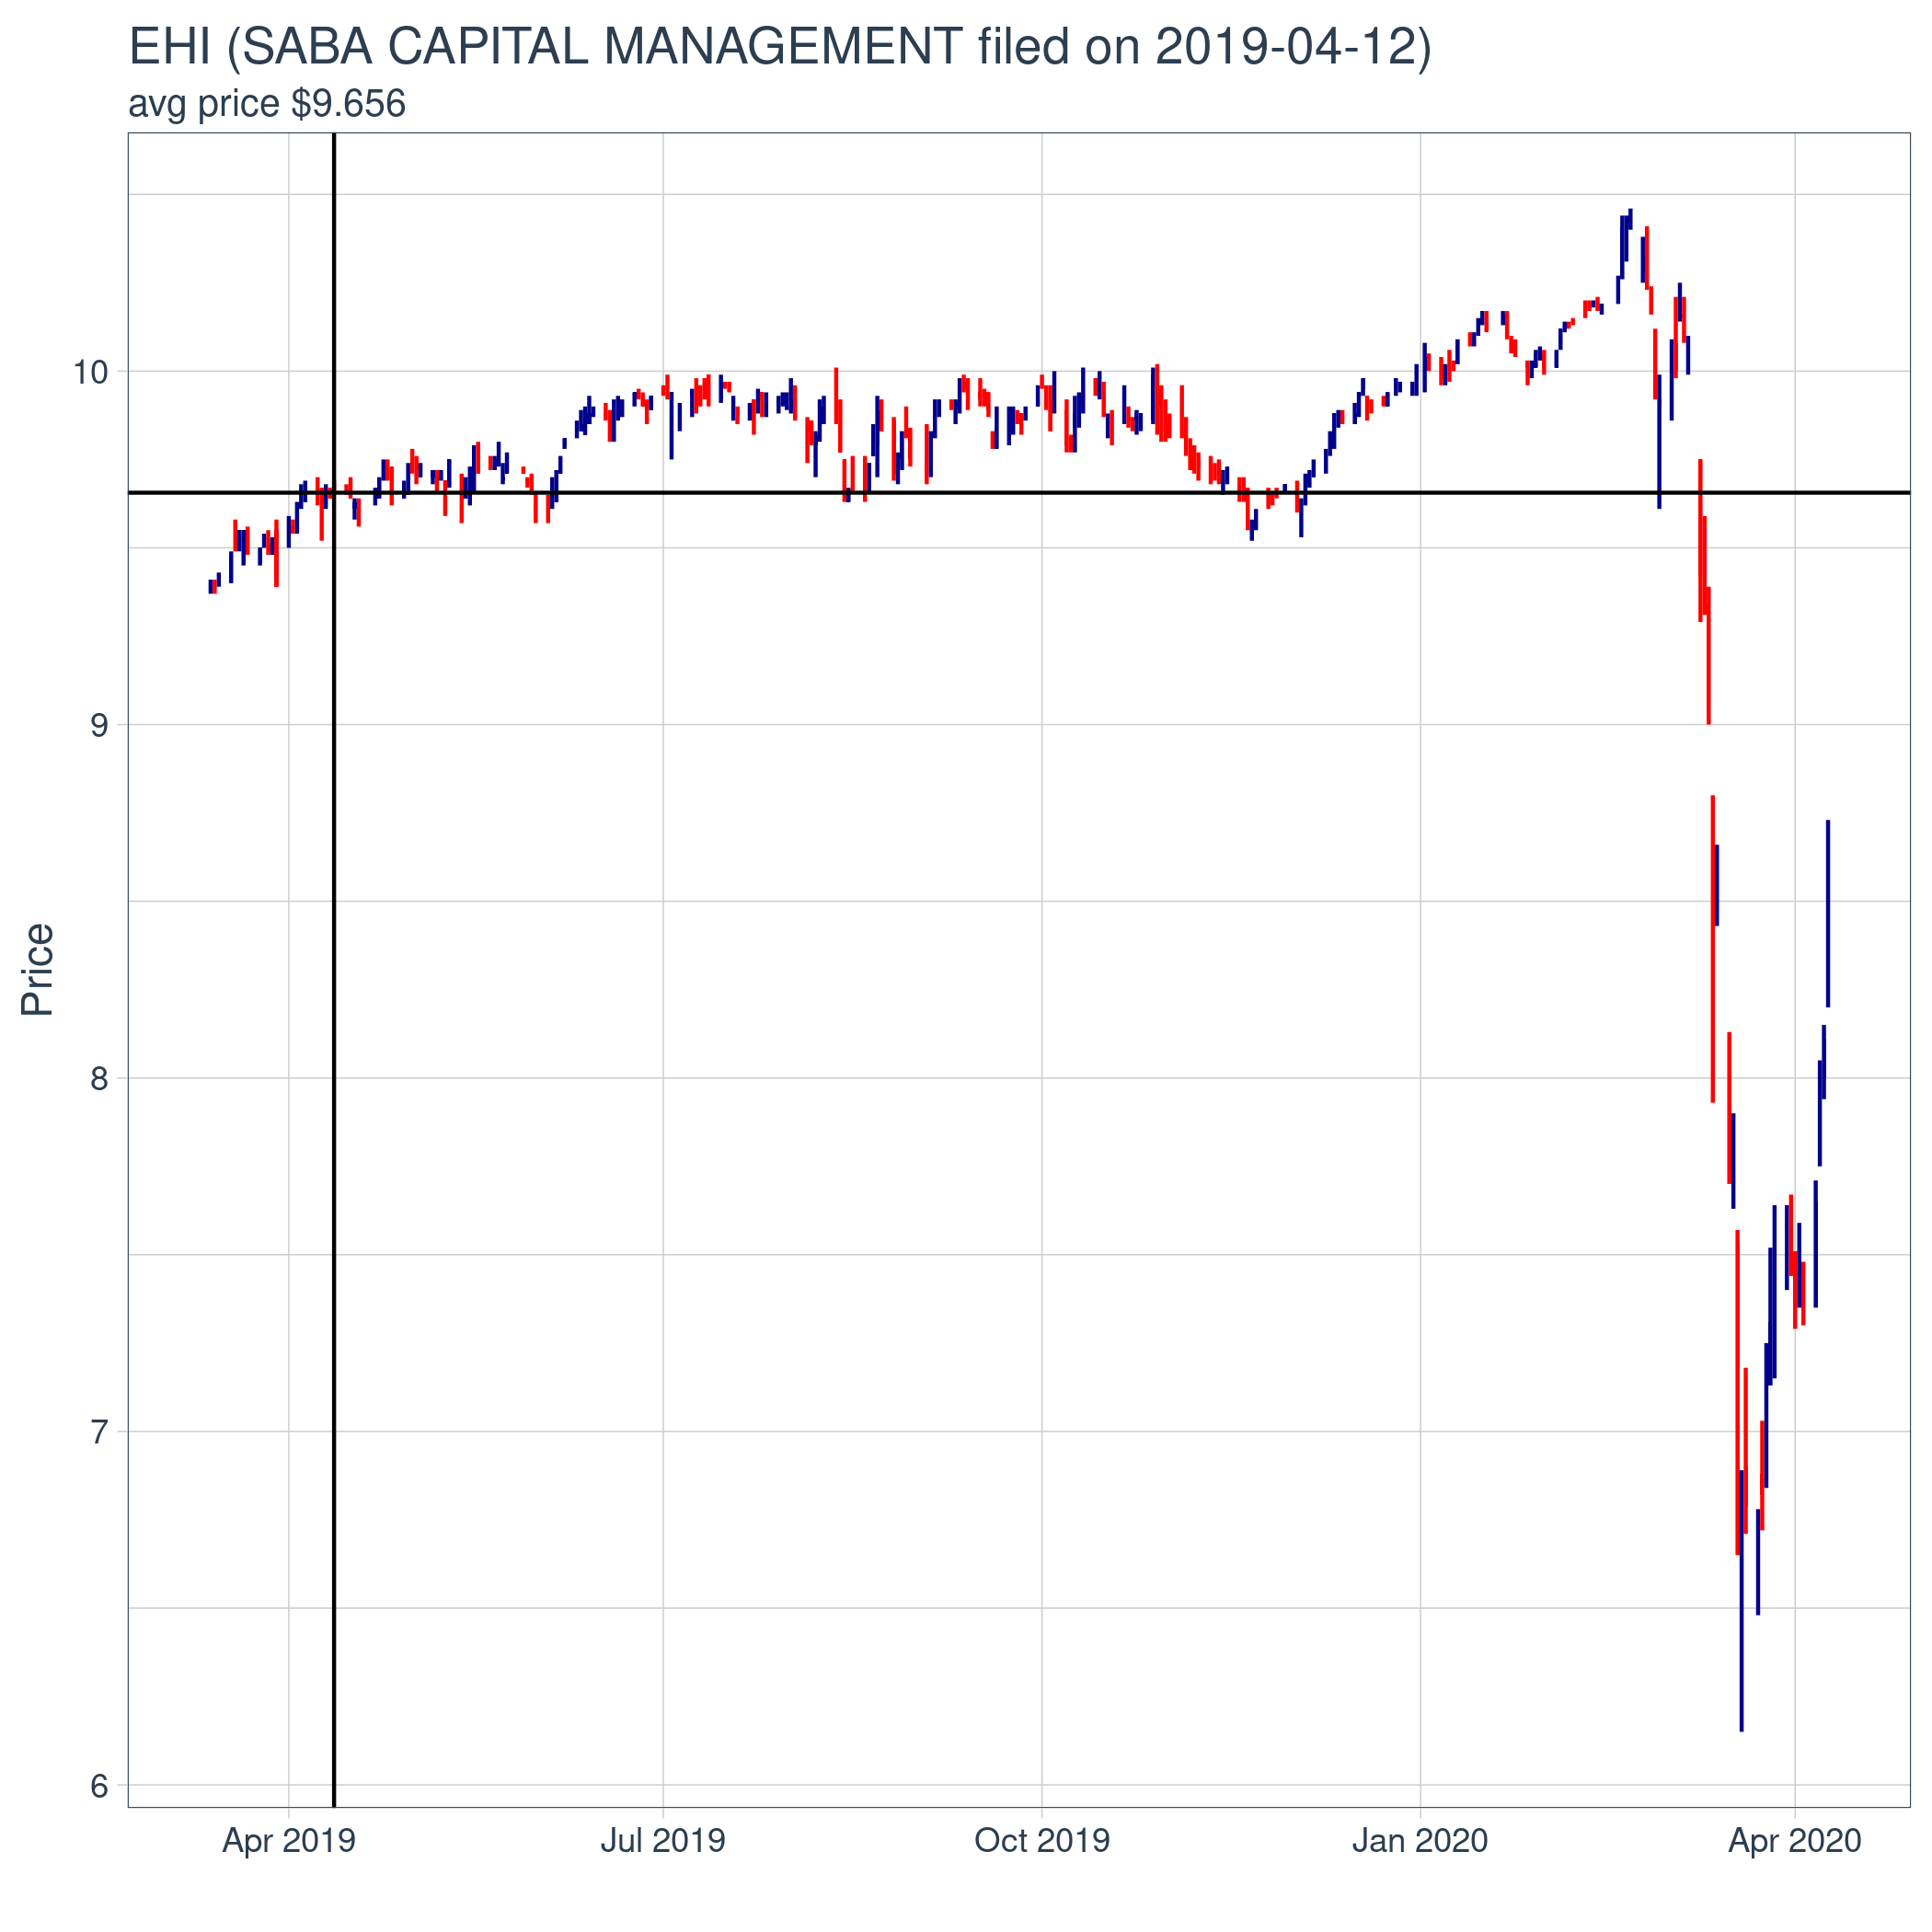 EHI (SABA CAPITAL MANAGEMENT filed on 2019-04-12)
avg price $9.656
10
9
8
7
6
Price
Apr 2019
Jul 2019
Oct 2019
Jan 2020
Apr 2020